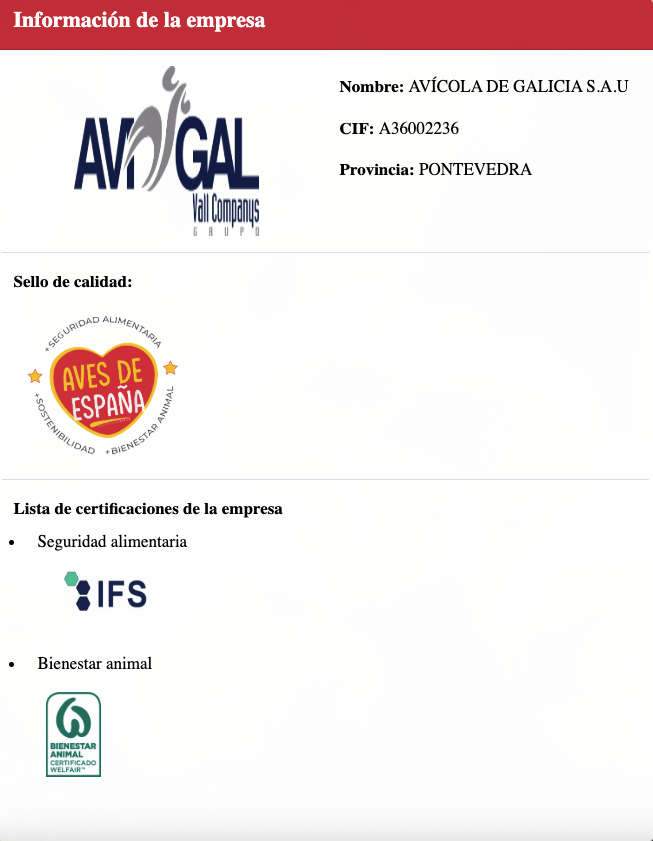 Información de la empresa
AVINGAL
Vall Companys
GRUPO
Nombre: AVÍCOLA DE GALICIA S.A.U
CIF: A36002236
Provincia: PONTEVEDRA
Sello de calidad:
+SEGURIDAD ALIMENTARIA
AVES DE
ESPAÑA
+SOSTENIBILIDAD
+BIENESTAR ANIMAL
Lista de certificaciones de la empresa
• Seguridad alimentaria
IFS
• Bienestar animal
BIENESTAR
ANIMAL
CERTIFICADO
WELFAIR™